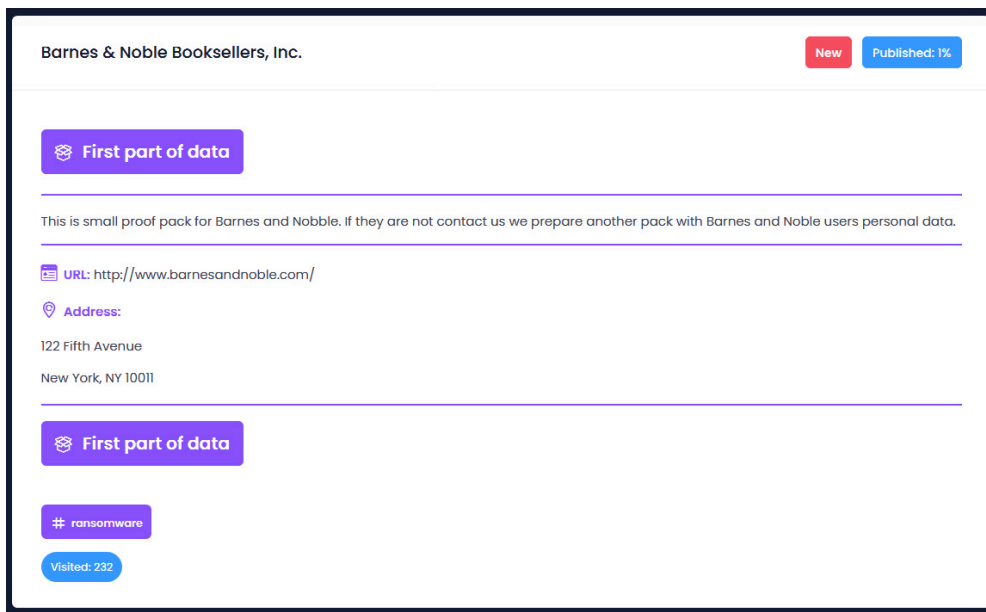 Barnes & Noble Booksellers, Inc.
New
Published: 1%
First part of data
This is small proof pack for Barnes and Nobble. If they are not contact us we prepare another pack with Barnes and Noble users personal data.
URL: http://www.barnesandnoble.com/
Address:
122 Fifth Avenue
New York, NY 10011
First part of data
# ransomware
Visited: 232